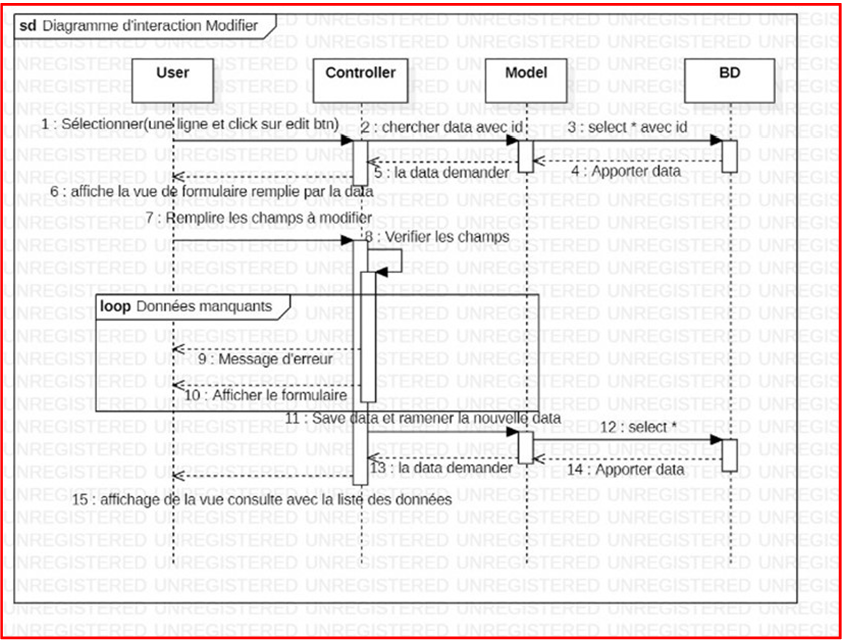 sd Diagramme d'interaction Modifier
User
Controller
Model
BD
1 : Sélectionner(une ligne et click sur edit btn)
2 : chercher data avec id
3 : select * avec id
4 : Apporter data
5 : la data demander
6 : affiche la vue de formulaire remplie par la data
7 : Remplire les champs à modifier
8 : Verifier les champs
loop Données manquants
9 : Message d'erreur
10 : Afficher le formulaire
11 : Save data et ramener la nouvelle data
12 : select *
13 : la data demander
14 : Apporter data
15 : affichage de la vue consulte avec la liste des données
UNREGISTERED